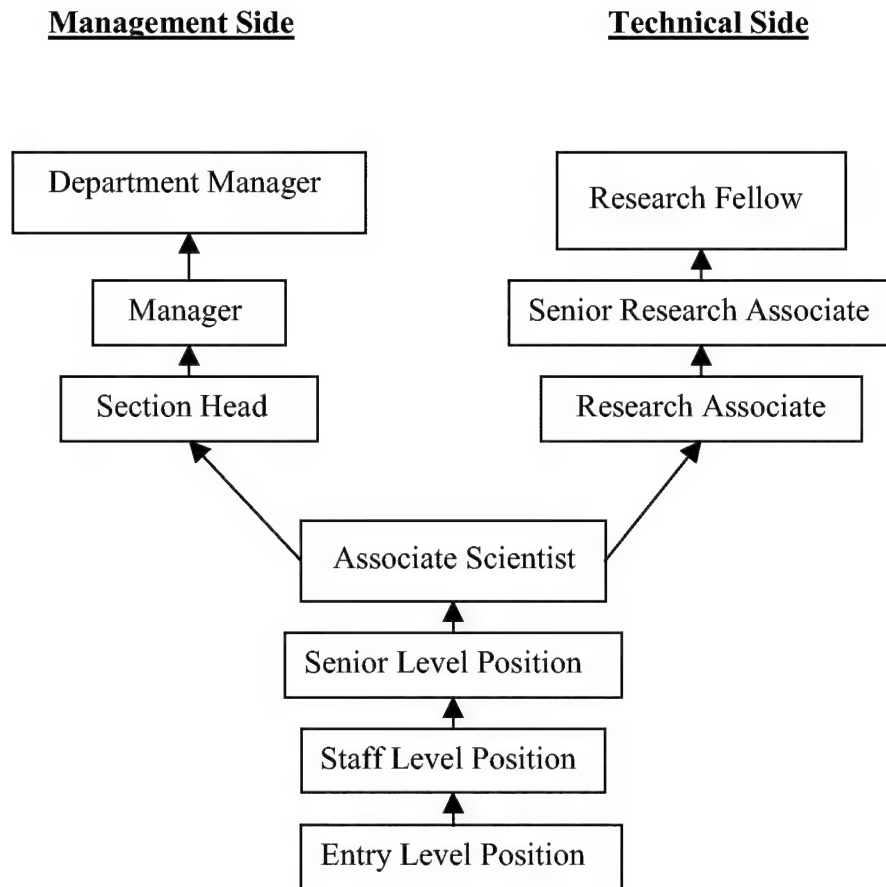 Management Side
Technical Side
Department Manager
Research Fellow
Manager
Senior Research Associate
Section Head
Research Associate
Associate Scientist
Senior Level Position
Staff Level Position
Entry Level Position